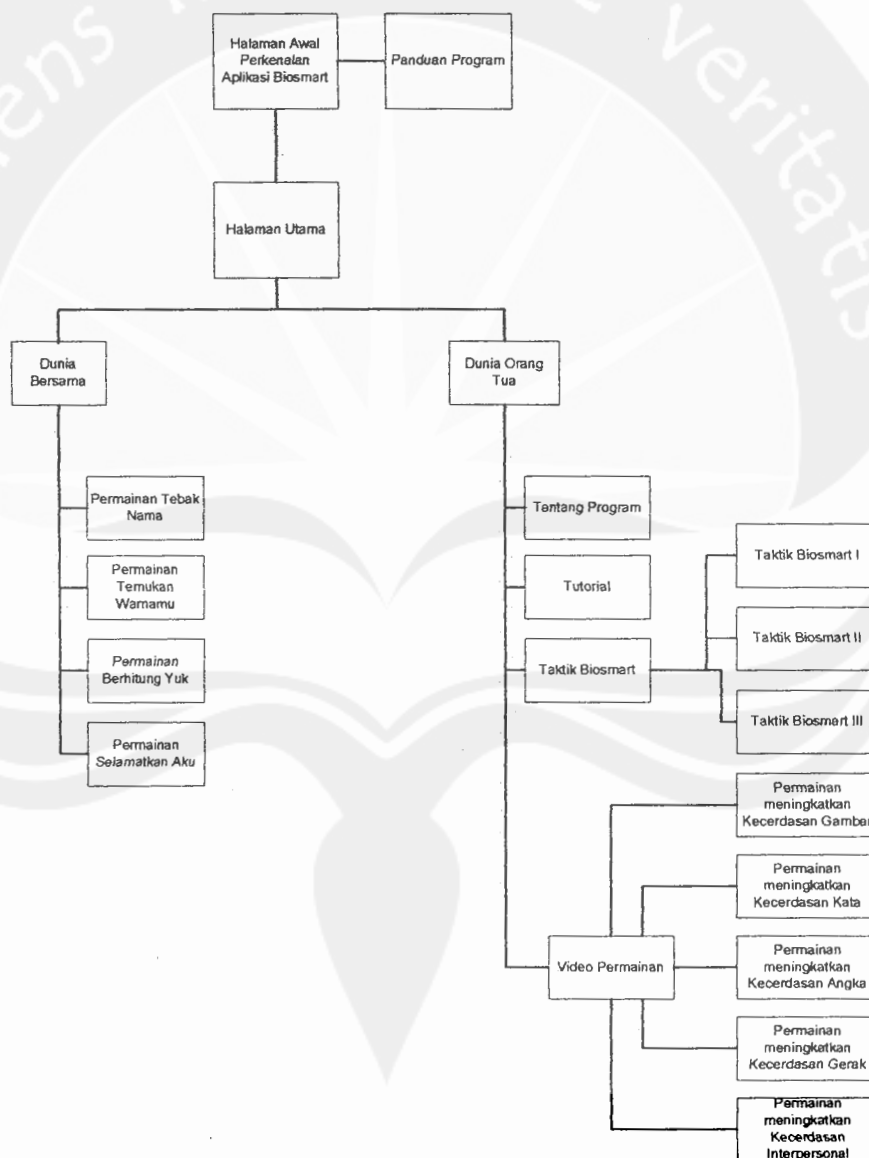 ens
veritatis
Halaman Awal
Perkenalan
Aplikasi Biosmart
Panduan Program
Halaman Utama
Dunia
Bersama
Dunia Orang
Tua
Permainan Tebak
Nama
Permainan
Temukan
Warnamu
Permainan
Berhitung Yuk
Permainan
Selamatkan Aku
Tentang Program
Tutorial
Taktik Biosmart
Taktik Biosmart I
Taktik Biosmart II
Taktik Biosmart III
Video Permainan
Permainan
meningkatkan
Kecerdasan Gambar
Permainan
meningkatkan
Kecerdasan Kata
Permainan
meningkatkan
Kecerdasan Angka
Permainan
meningkatkan
Kecerdasan Gerak
Permainan
meningkatkan
Kecerdasan
Interpersonal